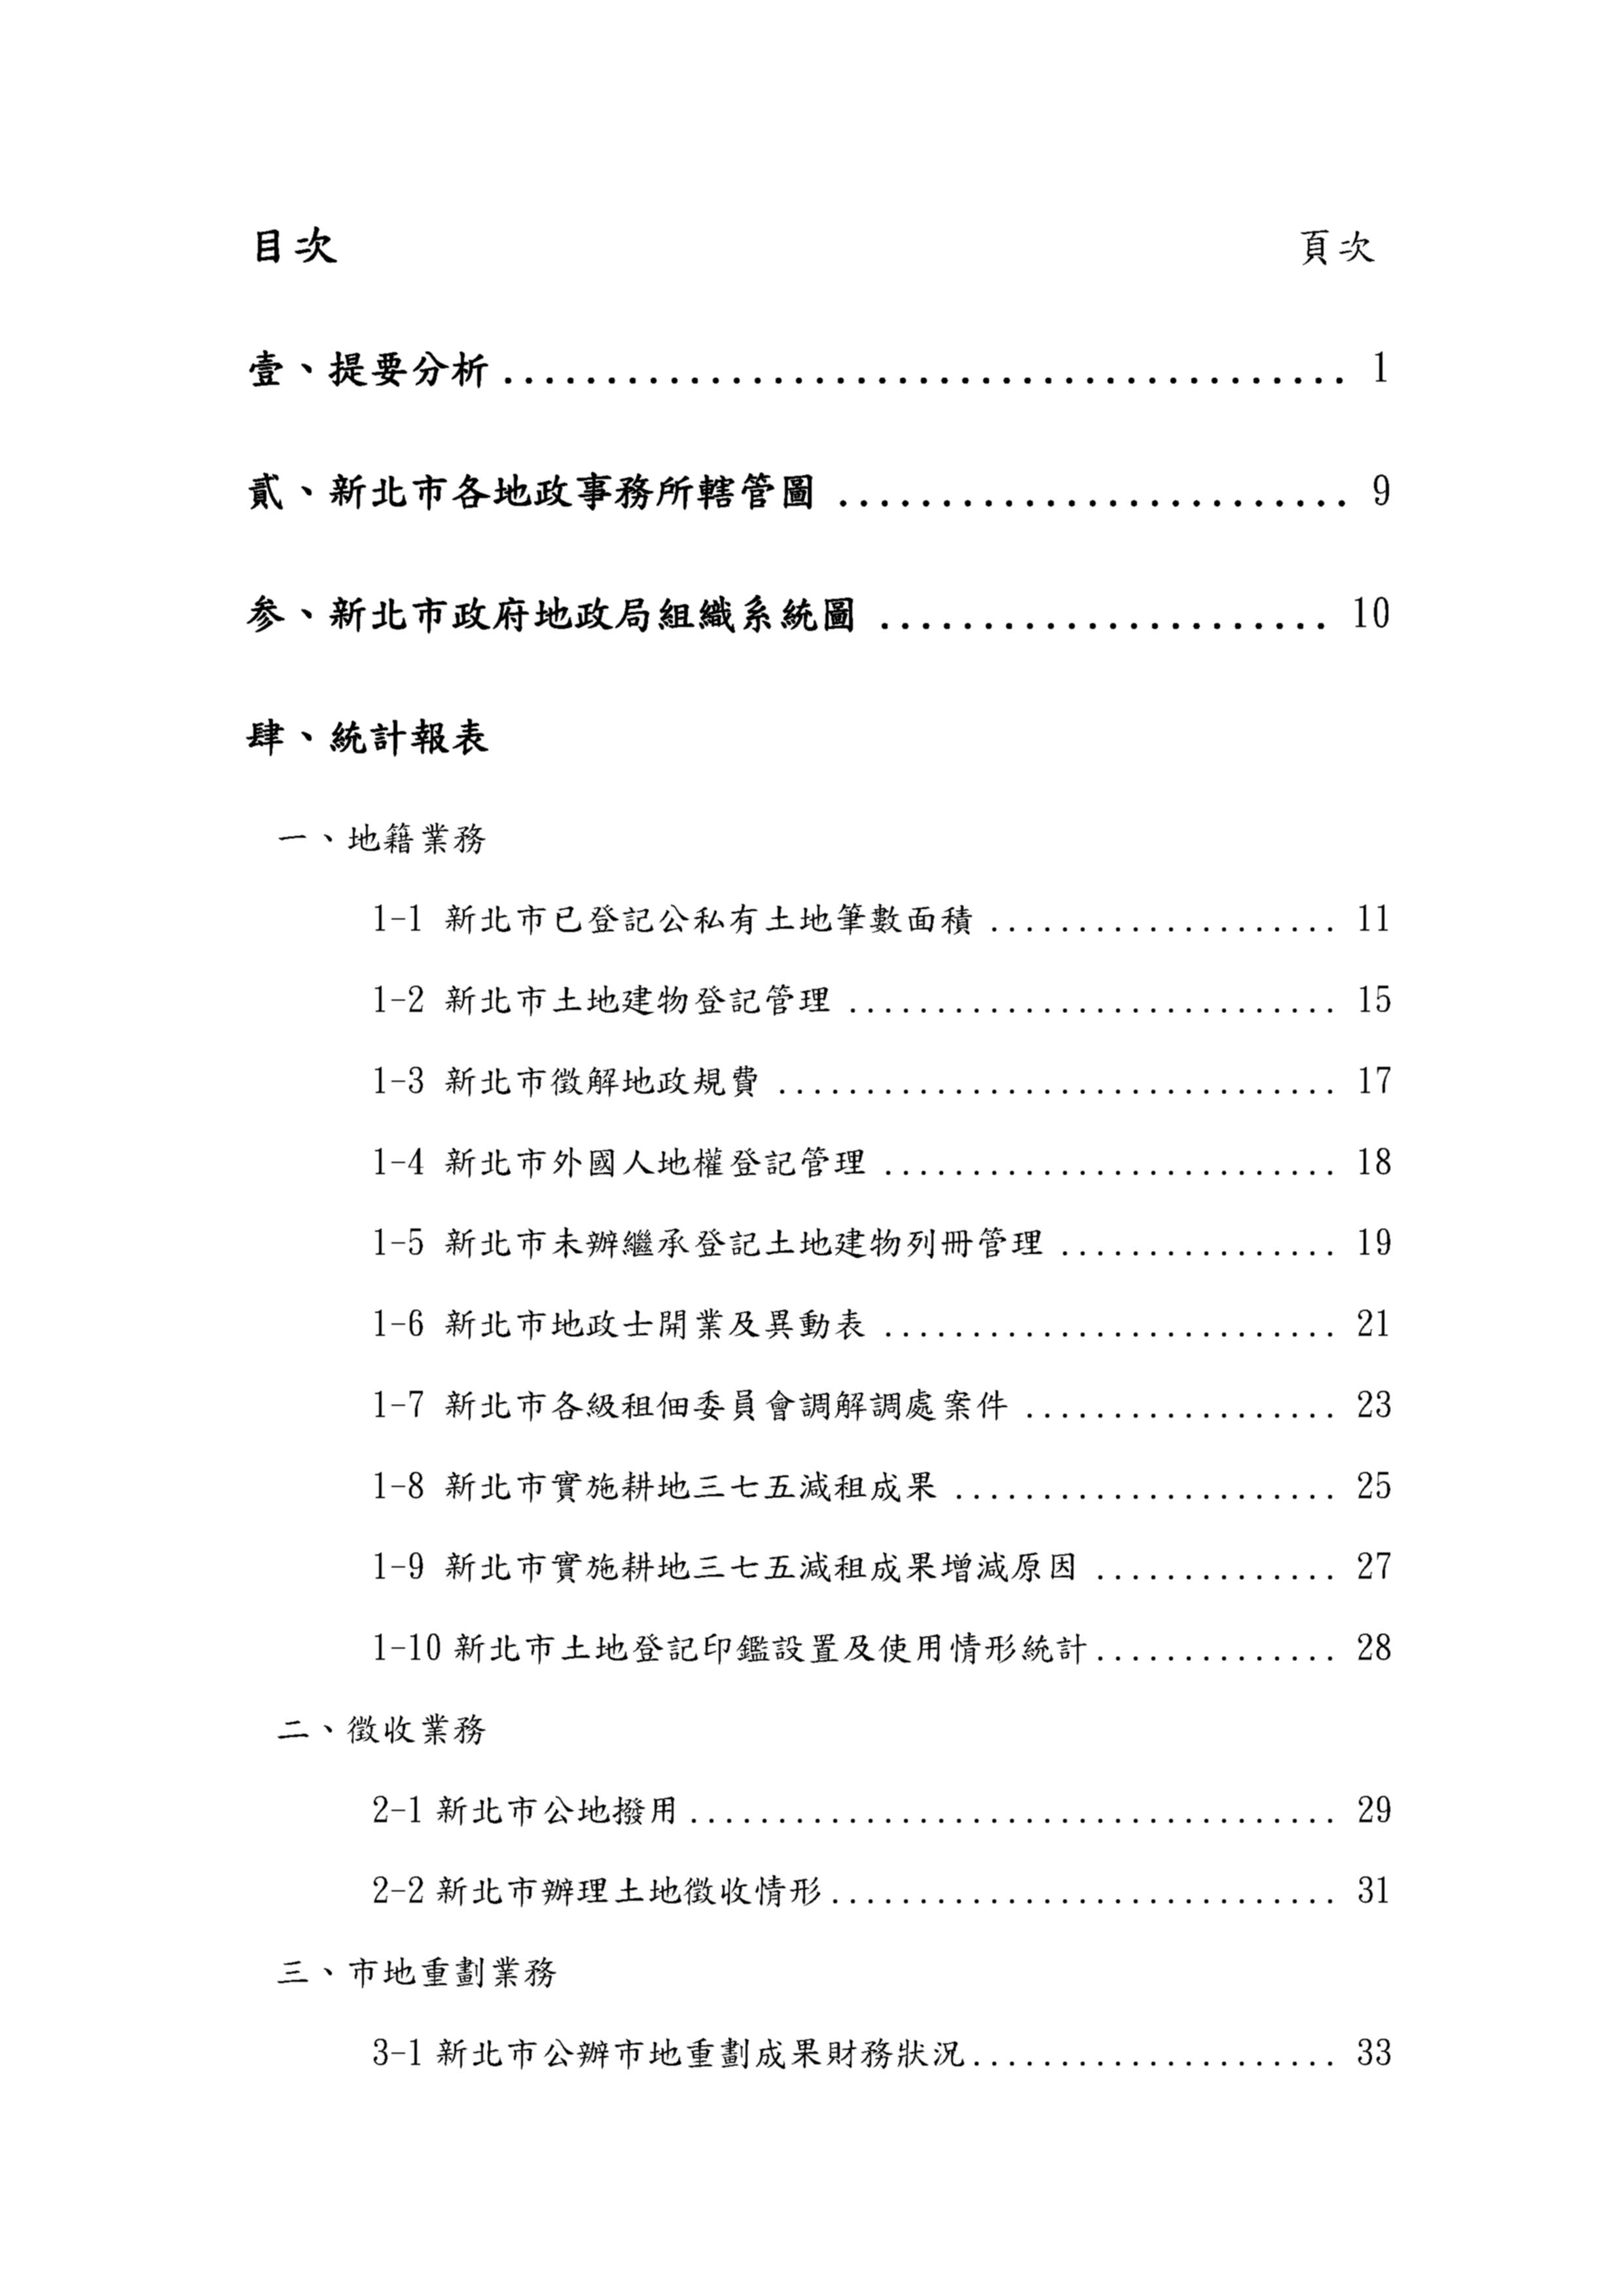 目次 頁次
壹、提要分析 ......................................... 1
貳、新北市各地政事務所轄管圖 ......................... 9
參、新北市政府地政局組織系統圖 ...................... 10
肆、統計報表
一、地籍業務
1-1 新北市已登記公私有土地筆數面積 .................... 11
1-2 新北市土地建物登記管理 ............................ 15
1-3 新北市徵解地政規費 ................................ 17
1-4 新北市外國人地權登記管理 .......................... 18
1-5 新北市未辦繼承登記土地建物列冊管理 ................ 19
1-6 新北市地政士開業及異動表 .......................... 21
1-7 新北市各級租佃委員會調解調處案件 .................. 23
1-8 新北市實施耕地三七五減租成果 ...................... 25
1-9 新北市實施耕地三七五減租成果增減原因 .............. 27
1-10 新北市土地登記印鑑設置及使用情形統計.............. 28
二、徵收業務
2-1 新北市公地撥用..................................... 29
2-2 新北市辦理土地徵收情形............................. 31
三、市地重劃業務
3-1 新北市公辦市地重劃成果財務狀況..................... 33